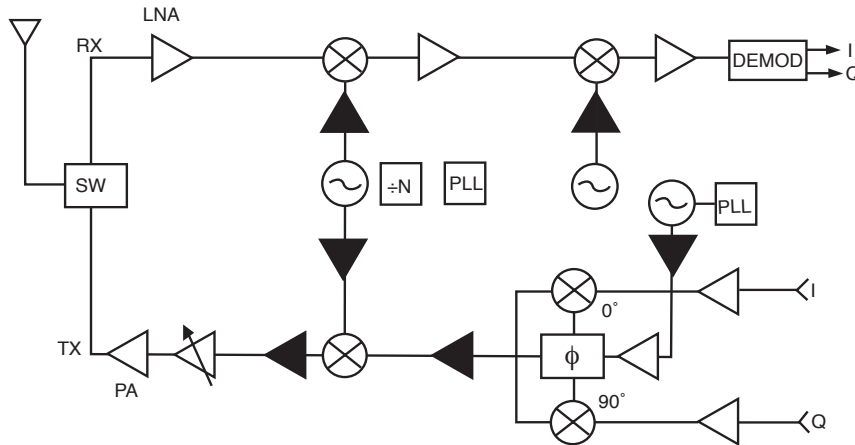 LNA
RX
I
DEMOD
Q
SW
÷N
PLL
PLL
I
0°
TX
ϕ
PA
90°
Q